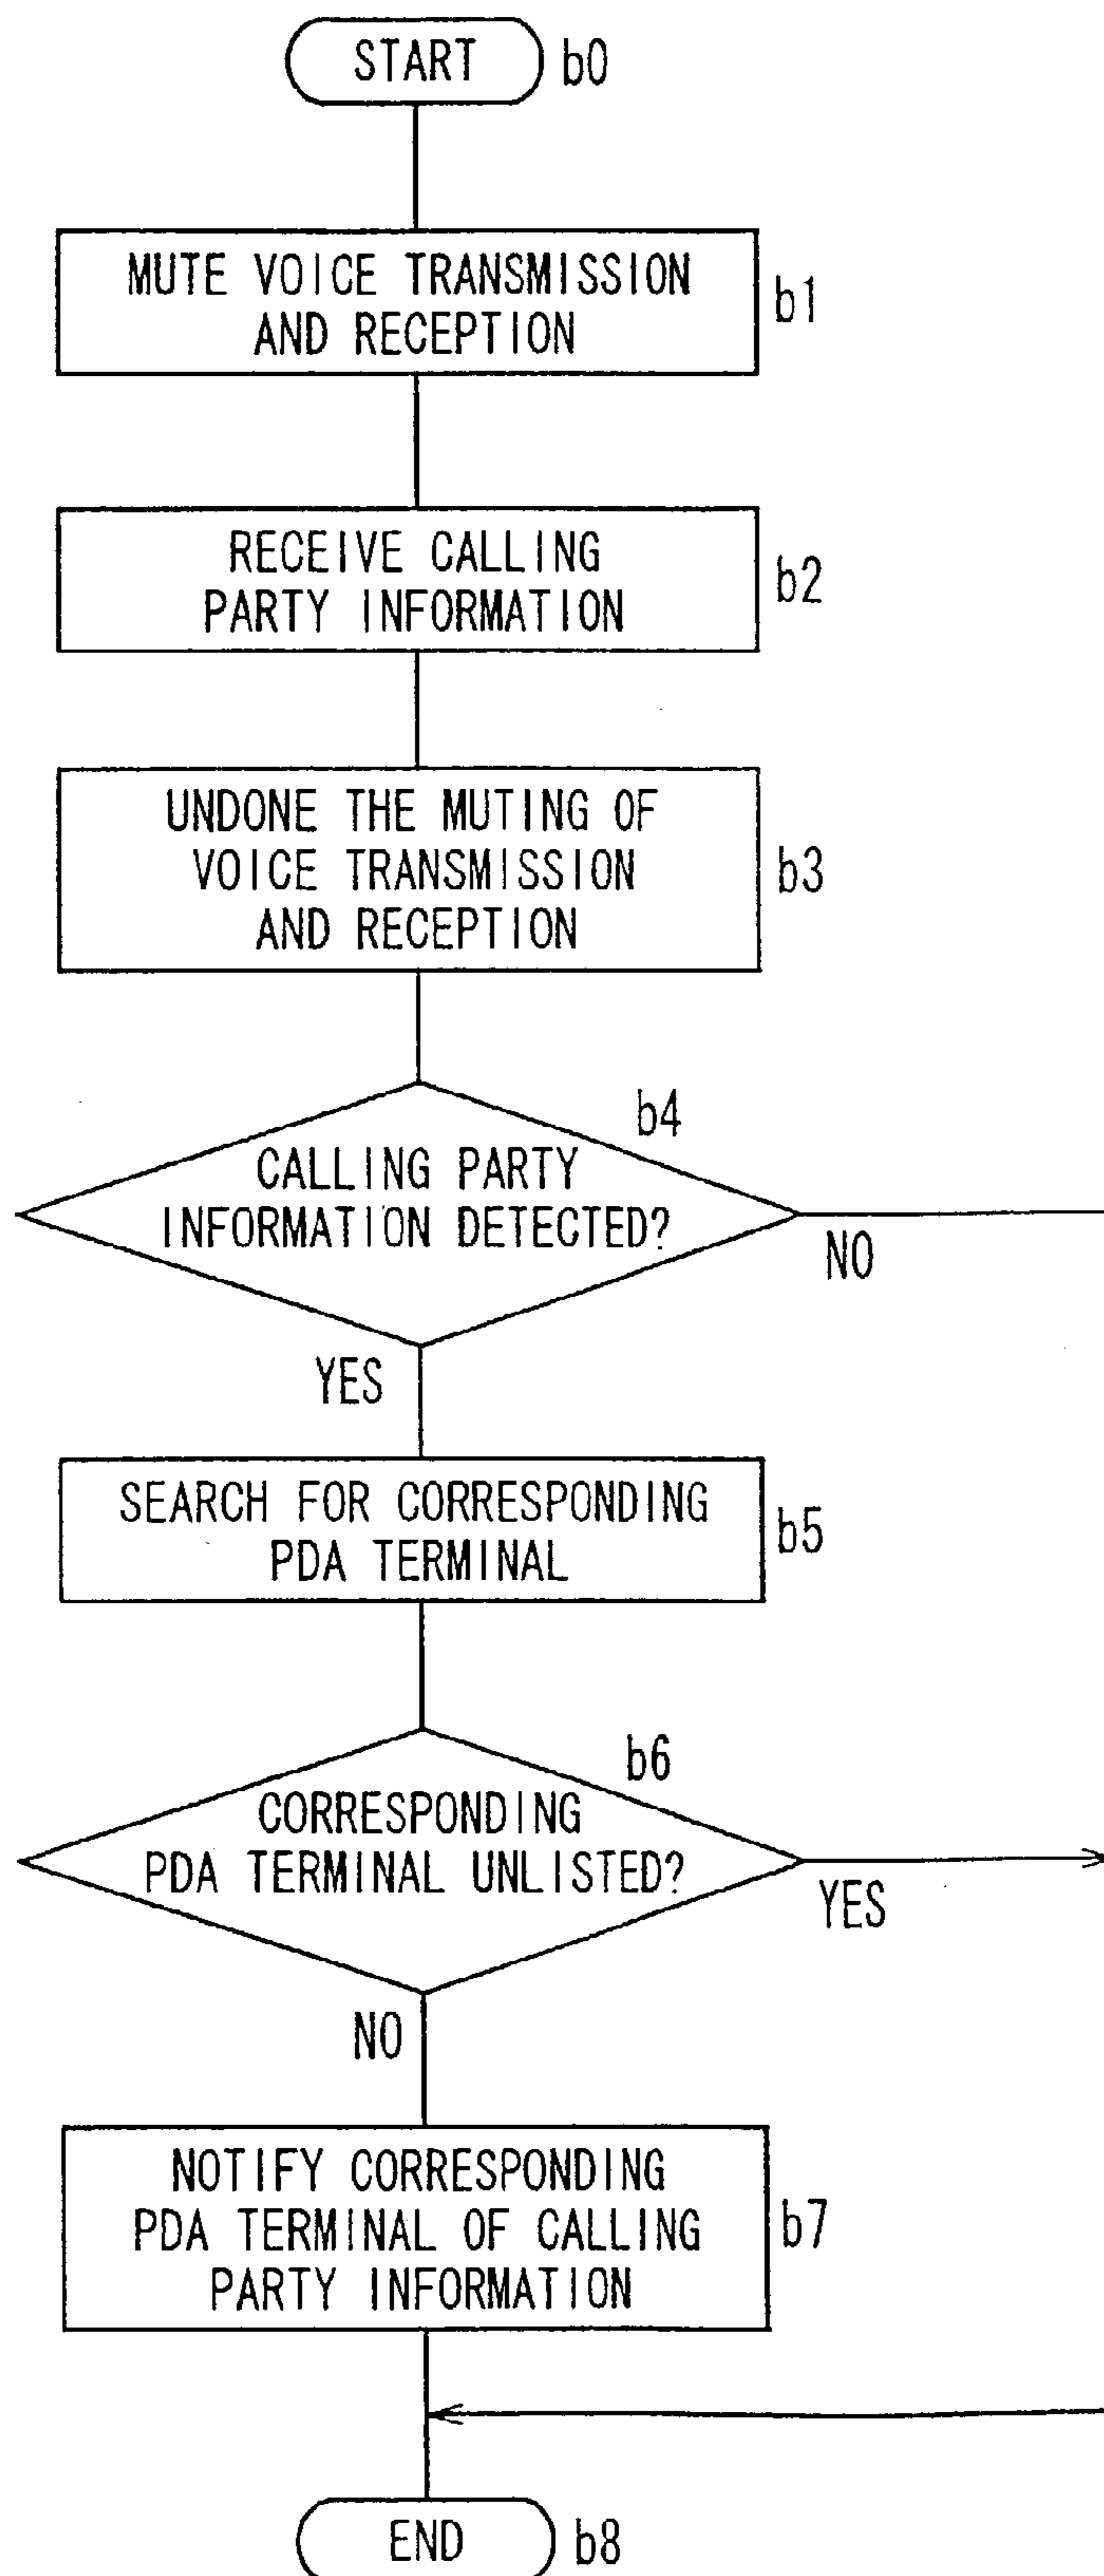 START b0
MUTE VOICE TRANSMISSION
AND RECEPTION
b1
RECEIVE CALLING
PARTY INFORMATION
b2
UNDONE THE MUTING OF
VOICE TRANSMISSION
AND RECEPTION
b3
b4
CALLING PARTY
INFORMATION DETECTED?
NO
YES
SEARCH FOR CORRESPONDING
PDA TERMINAL
b5
b6
CORRESPONDING
PDA TERMINAL UNLISTED?
YES
NO
NOTIFY CORRESPONDING
PDA TERMINAL OF CALLING
PARTY INFORMATION
b7
END b8